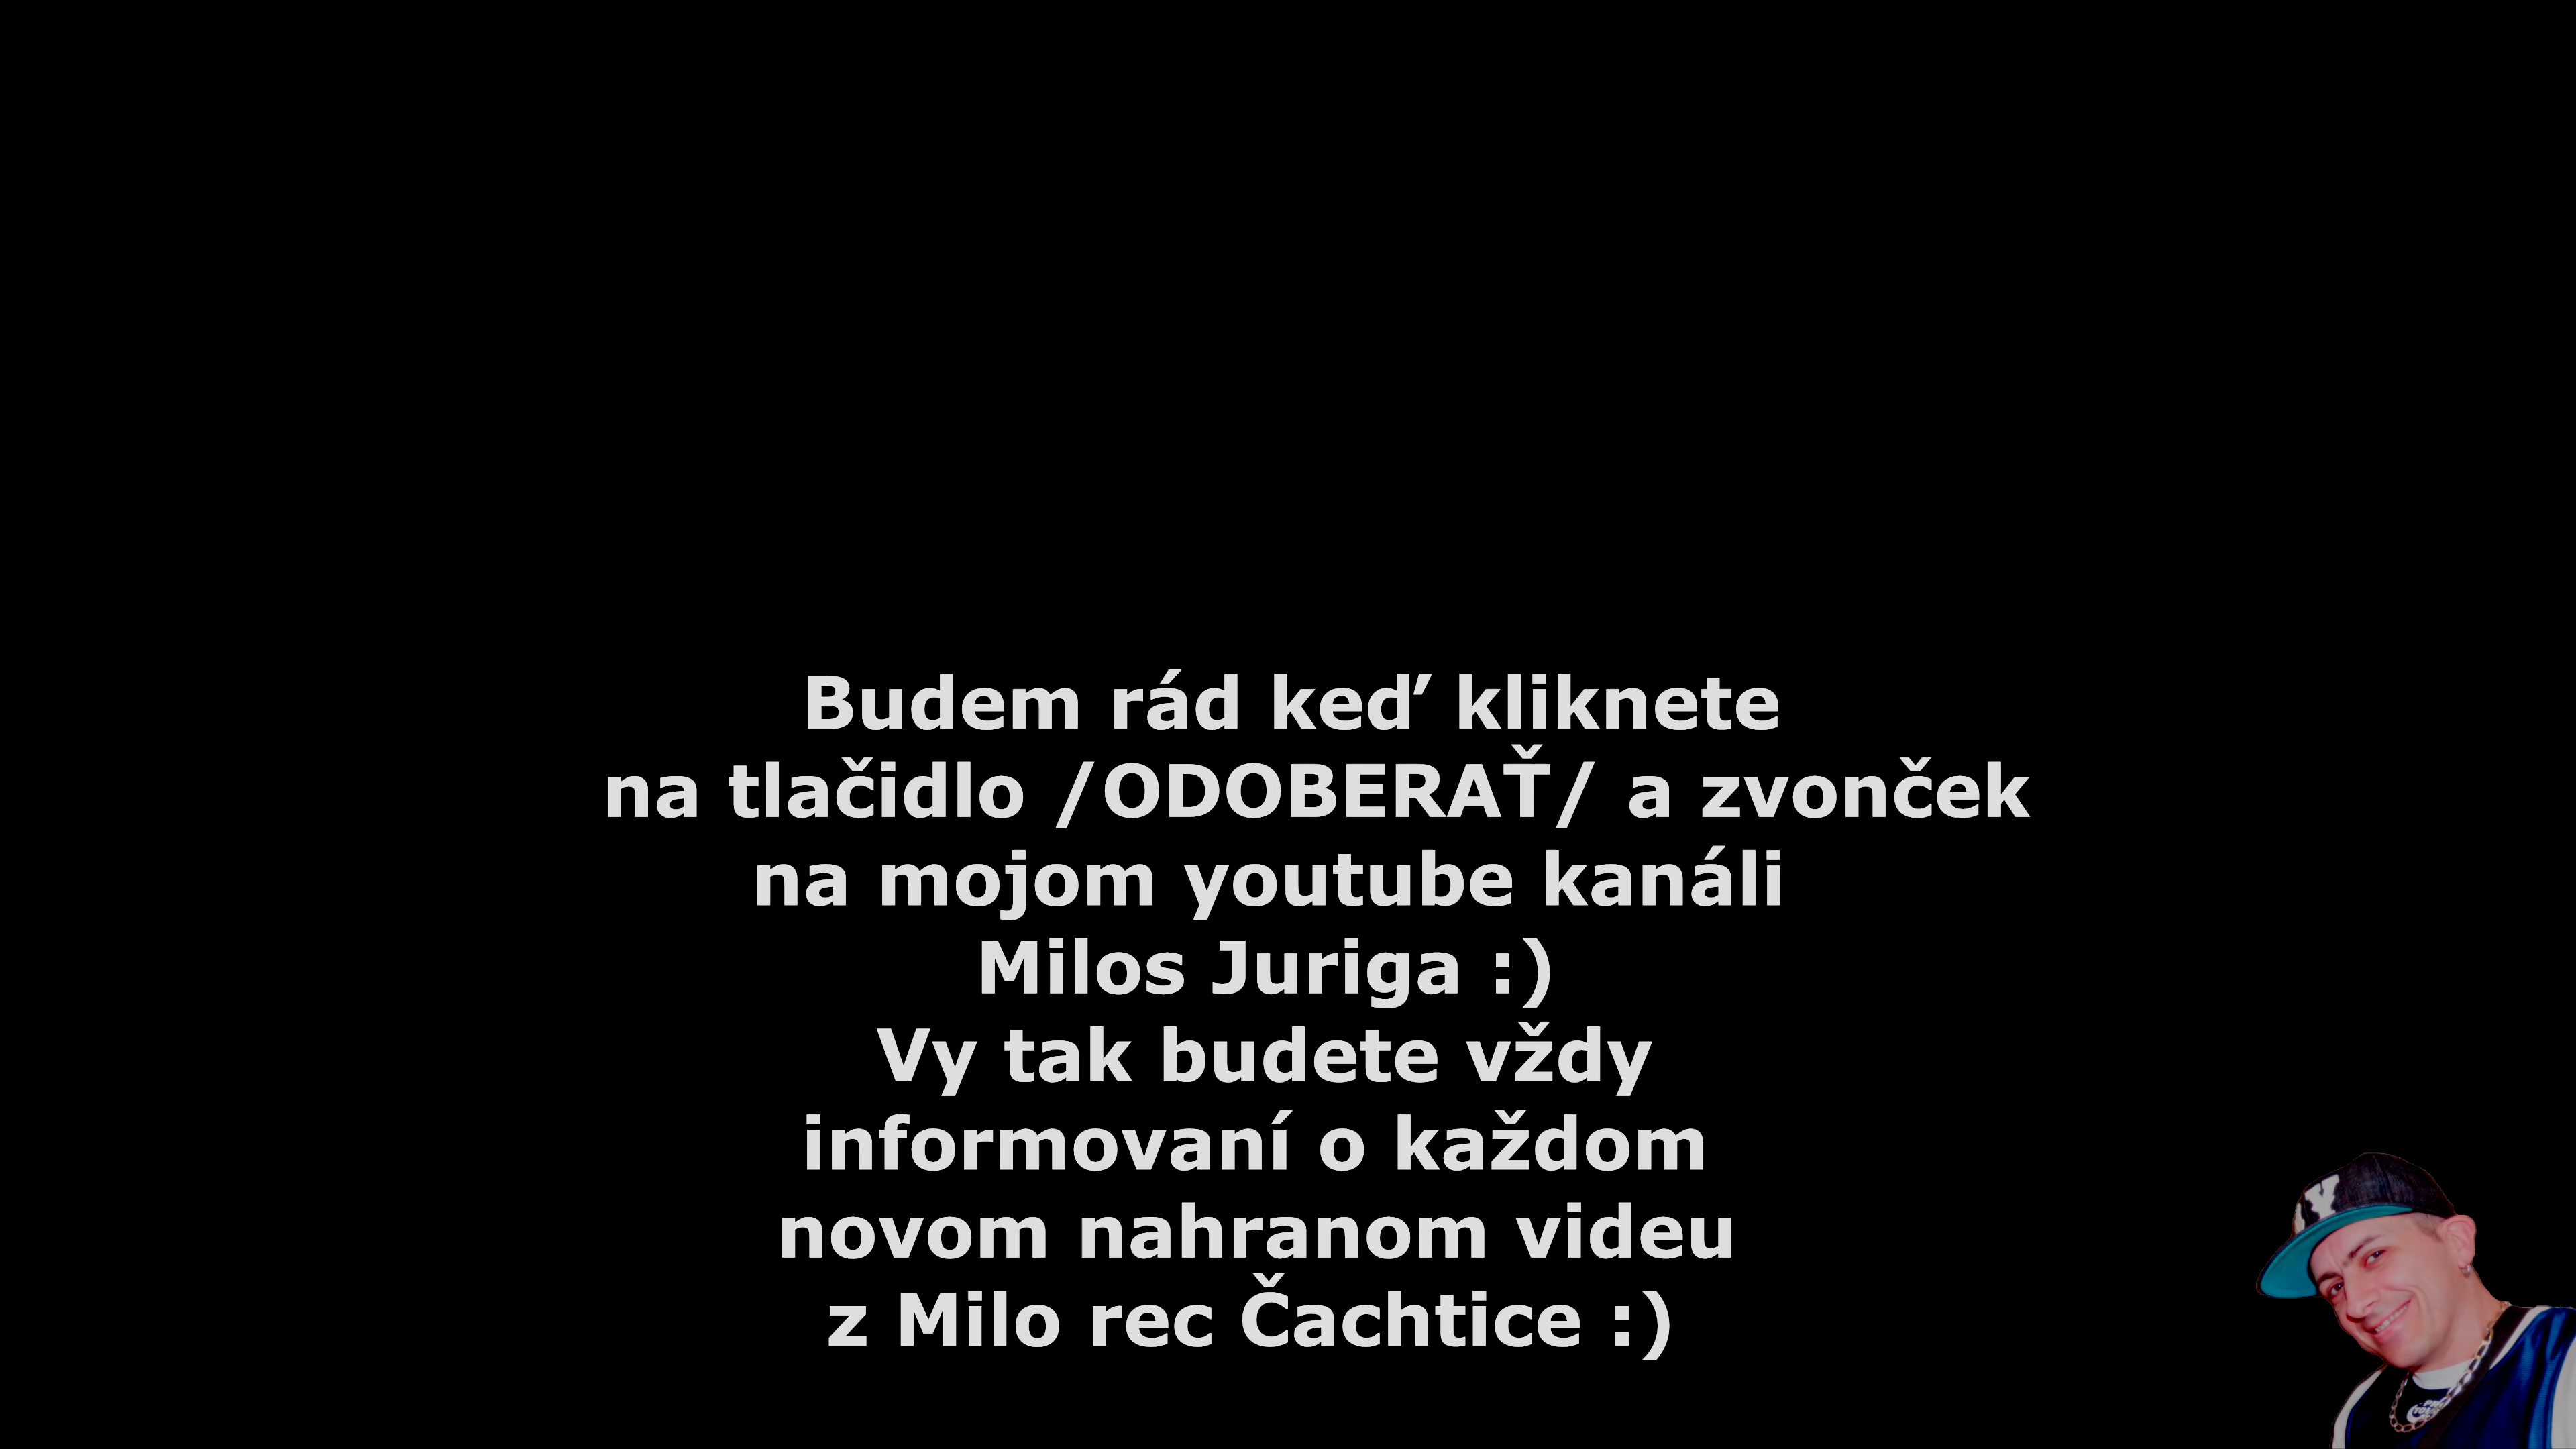 Budem rád keď kliknete
na tlačidlo /ODOBERAŤ/ a zvonček
na mojom youtube kanáli
Milos Juriga :)
Vy tak budete vždy
informovaní o každom
novom nahranom videu
z Milo rec Čachtice :)